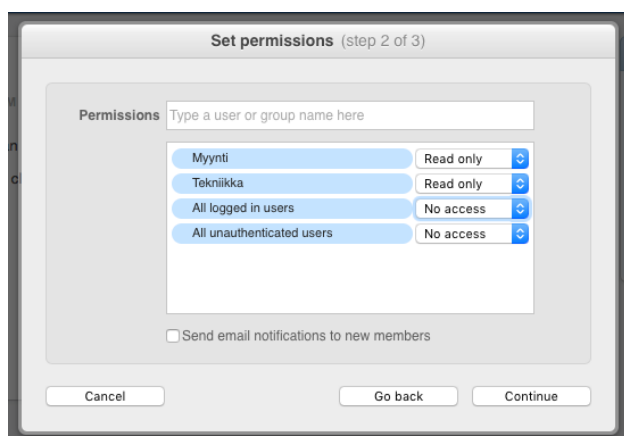 Set permissions (step 2 of 3)
Permissions Type a user or group name here
Myynti Read only
Tekniikka Read only
All logged in users No access
All unauthenticated users No access
Send email notifications to new members
Cancel Go back Continue